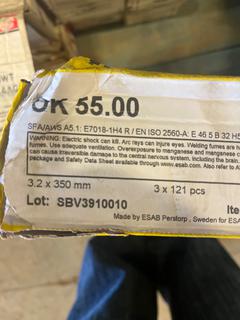 OK 55.00
SFA/AWS A5.1: E7018-1H4 R / EN ISO 2560-A: E 46 5 B 32 H5
WARNING: Electric shock can kill. Arc rays can injure eyes. Welding fumes are
fumes. Use adequate ventilation. Overexposure to manganese and manganese c
can cause irreversible damage to the central nervous system, including the brain,
package and Safety Data Sheet available through www.esab.com. Also refer to A
3.2 x 350 mm
3 x 121 pcs
Lot: SBV3910010
Ite
Made by ESAB Perstorp, Sweden for ESA